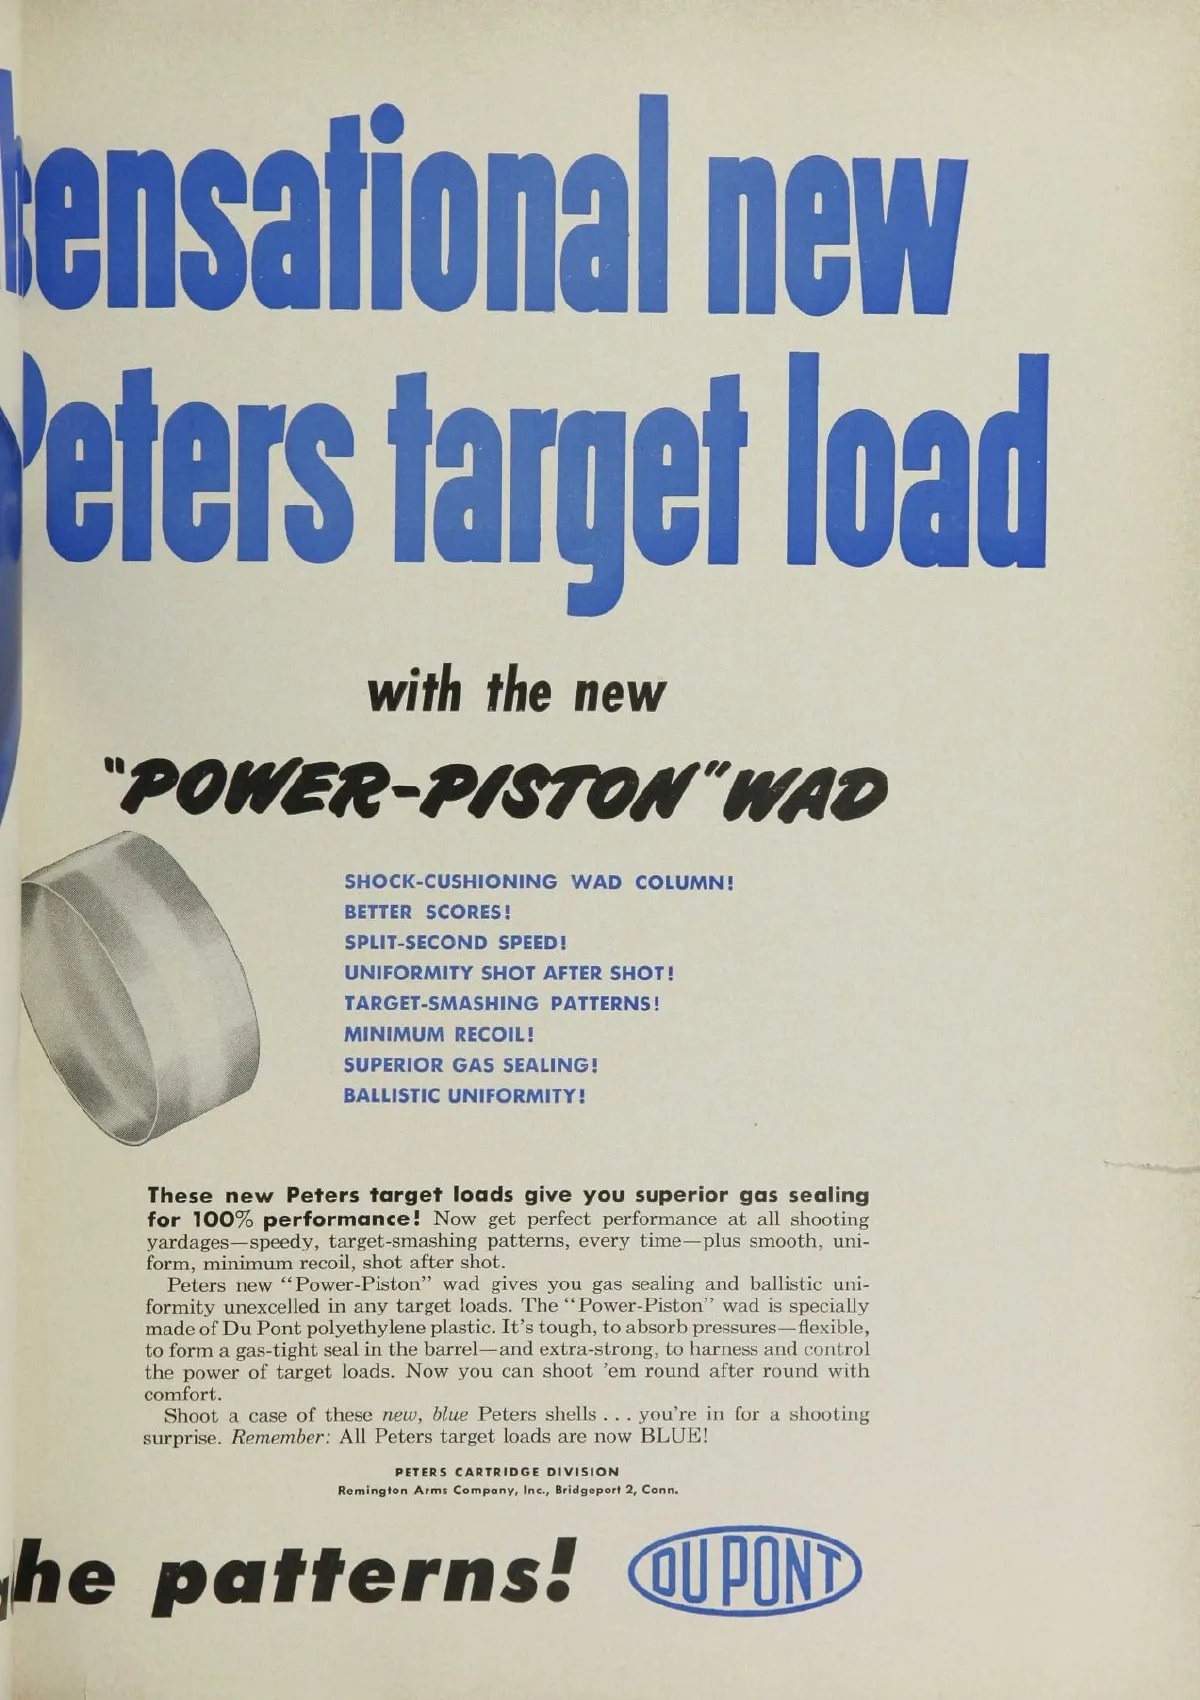 sensational new
Peters target load
with the new
"POWER-PISTON" WAD
SHOCK-CUSHIONING WAD COLUMN!
BETTER SCORES!
SPLIT-SECOND SPEED!
UNIFORMITY SHOT AFTER SHOT!
TARGET-SMASHING PATTERNS!
MINIMUM RECOIL!
SUPERIOR GAS SEALING!
BALLISTIC UNIFORMITY!
These new Peters target loads give you superior gas sealing
for 100% performance! Now get perfect performance at all shooting
yardages—speedy, target-smashing patterns, every time—plus smooth, uni-
form, minimum recoil, shot after shot.
Peters new "Power-Piston" wad gives you gas sealing and ballistic uni-
formity unexcelled in any target loads. The "Power-Piston" wad is specially
made of Du Pont polyethylene plastic. It's tough, to absorb pressures—flexible,
to form a gas-tight seal in the barrel—and extra-strong, to harness and control
the power of target loads. Now you can shoot 'em round after round with
comfort.
Shoot a case of these new, blue Peters shells . . . you're in for a shooting
surprise. Remember: All Peters target loads are now BLUE!
PETERS CARTRIDGE DIVISION
Remington Arms Company, Inc., Bridgeport 2, Conn.
he patterns!
DU PONT